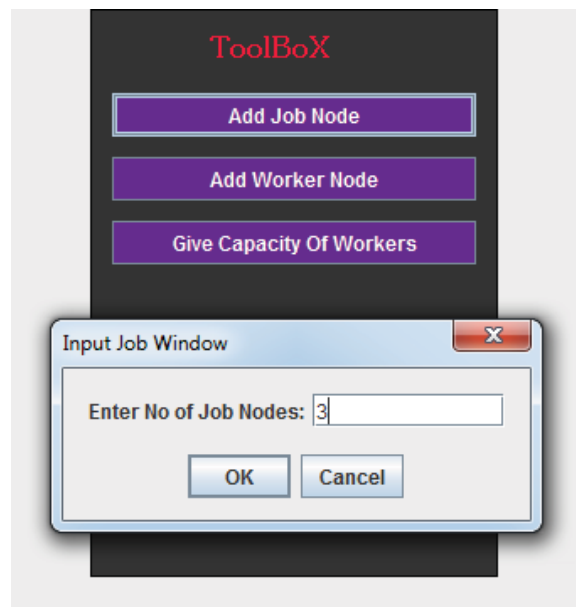 ToolBoX
Add Job Node
Add Worker Node
Give Capacity Of Workers
Input Job Window
Enter No of Job Nodes: 3
OK Cancel